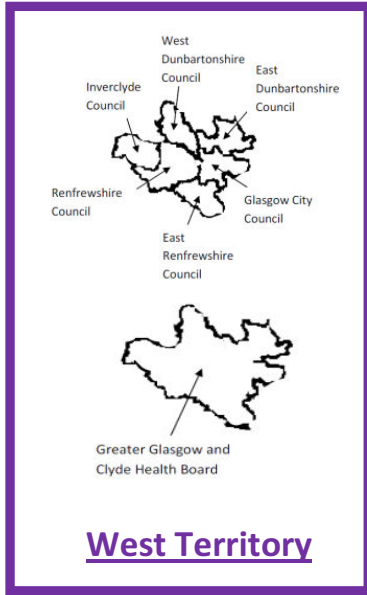 West
Dunbartonshire
Council
East
Dunbartonshire
Council
Inverclyde
Council
Renfrewshire
Council
Glasgow City
Council
East
Renfrewshire
Council
Greater Glasgow and
Clyde Health Board
West Territory